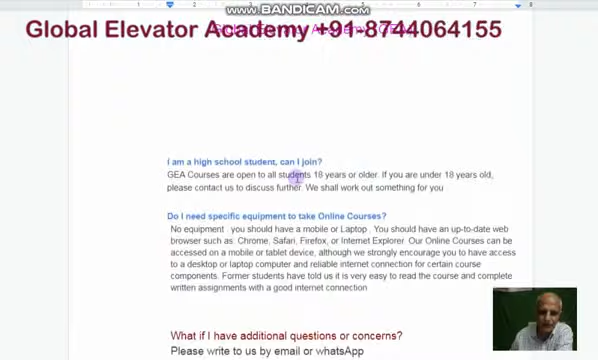 www.BANDICAM.com
Global Elevator Academy +91-8744064155
Global Elevator Academy (GEA)
I am a high school student, can I join?
GEA Courses are open to all students 18 years or older. If you are under 18 years old,
please contact us to discuss further. We shall work out something for you
Do I need specific equipment to take Online Courses?
No equipment . you should have a mobile or Laptop . You should have an up-to-date web
browser such as: Chrome, Safari, Firefox, or Internet Explorer. Our Online Courses can be
accessed on a mobile or tablet device, although we strongly encourage you to have access
to a desktop or laptop computer and reliable internet connection for certain course
components. Former students have told us it is very easy to read the course and complete
written assignments with a good internet connection
What if I have additional questions or concerns?
Please write to us by email or whatsApp